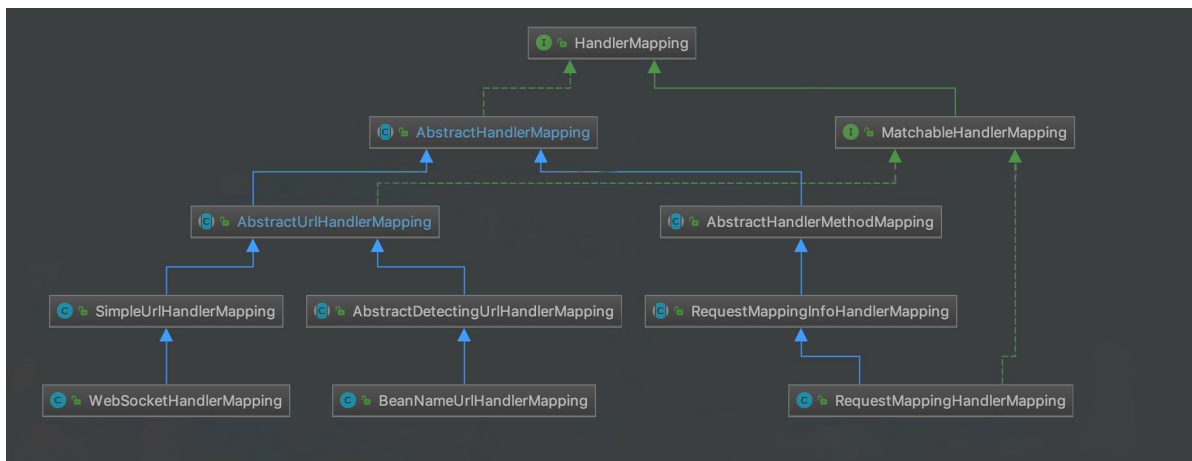 HandlerMapping
AbstractHandlerMapping
MatchableHandlerMapping
AbstractUrlHandlerMapping
AbstractHandlerMethodMapping
SimpleUrlHandlerMapping
AbstractDetectingUrlHandlerMapping
RequestMappingInfoHandlerMapping
WebSocketHandlerMapping
BeanNameUrlHandlerMapping
RequestMappingHandlerMapping